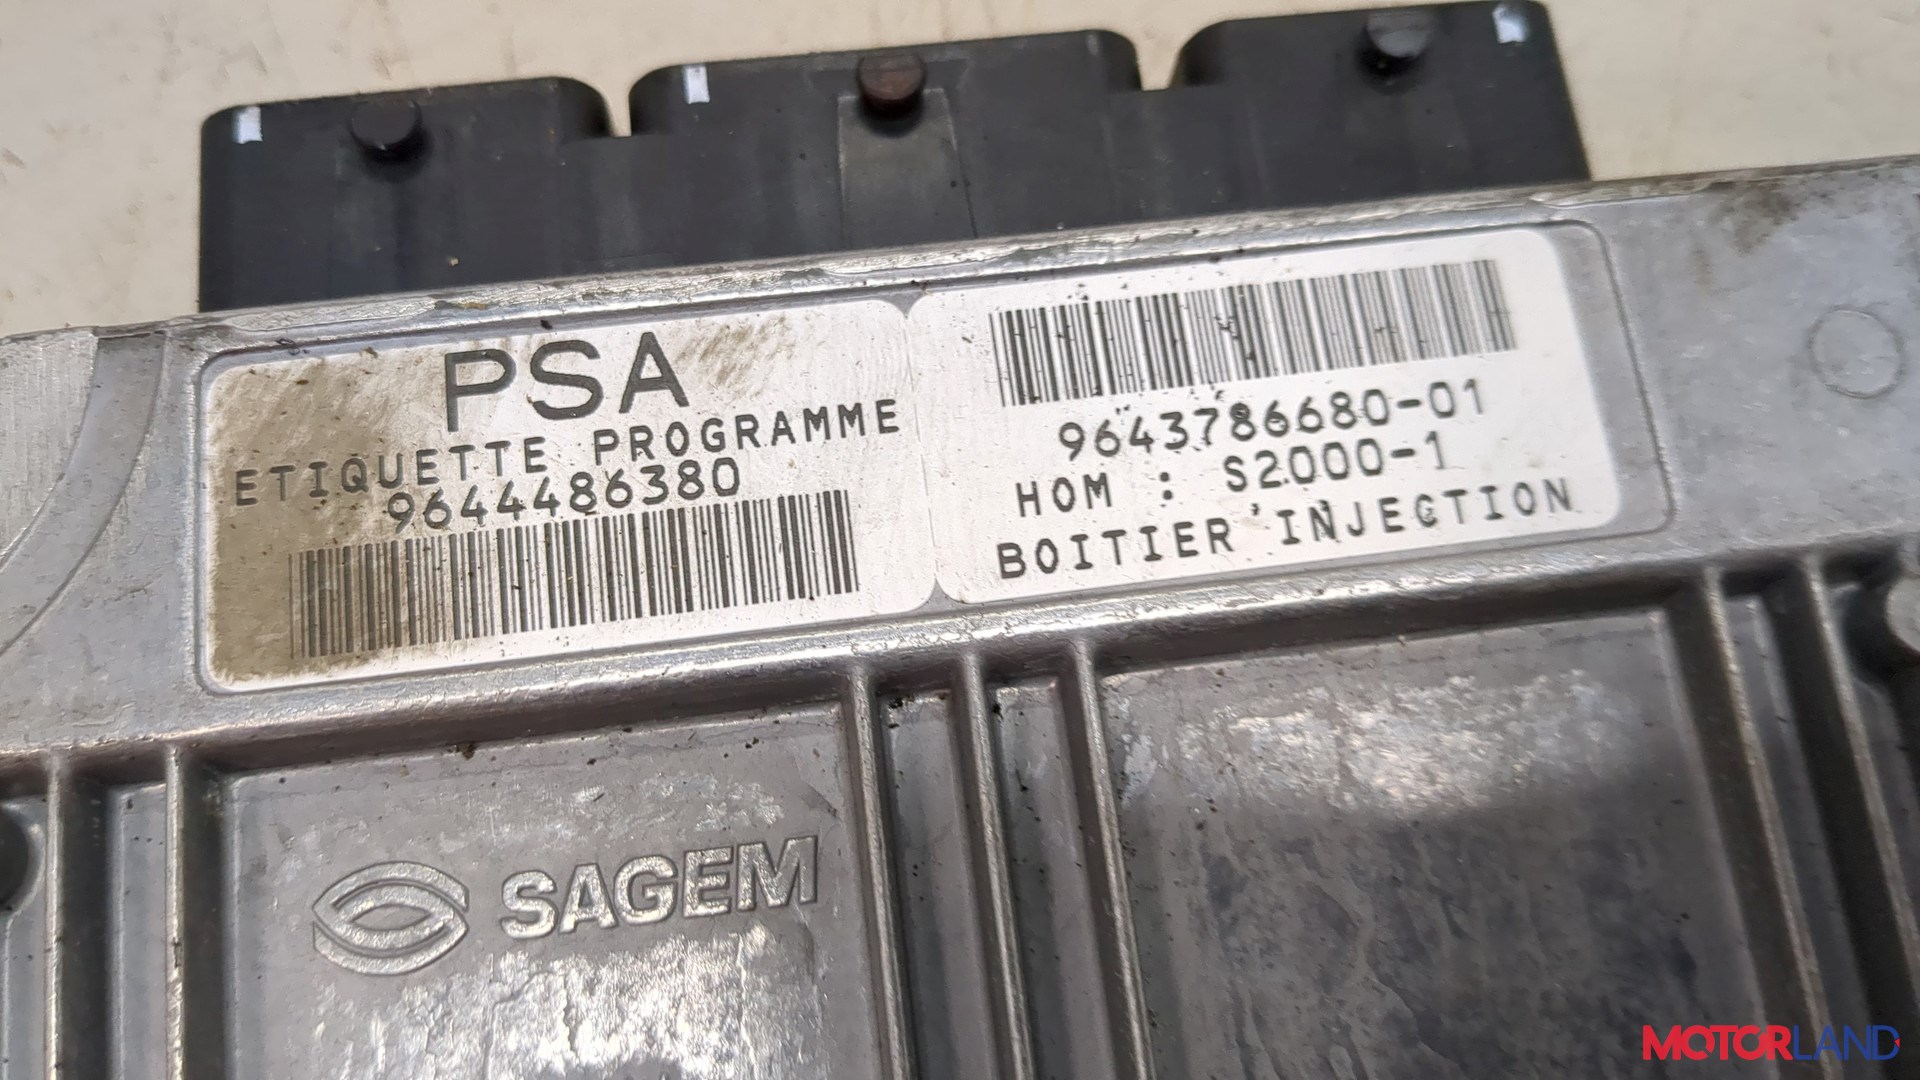 PSA
ETIQUETTE PROGRAMME
9644486380
9643786680-01
HOM : S2000-1
BOITIER INJECTION
SAGEM
MOTORLAND